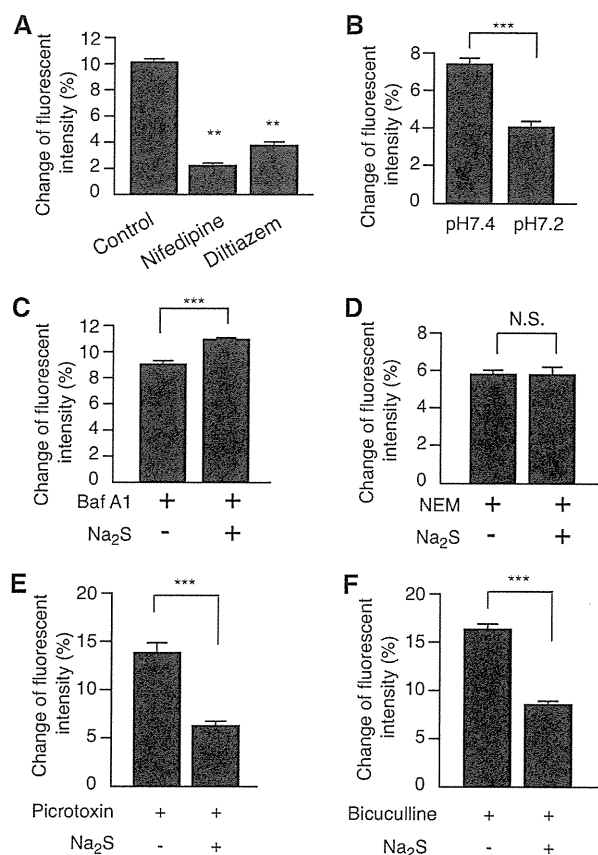 A
Change of fluorescent
intensity (%)
12
10
8
6
4
2
0
**
**
Control
Nifedipine
Diltiazem
B
Change of fluorescent
intensity (%)
8
6
4
2
0
***
pH7.4
pH7.2
C
Change of fluorescent
intensity (%)
12
10
8
6
4
2
0
***
Baf A1 + +
Na2S - +
D
Change of fluorescent
intensity (%)
8
6
4
2
0
N.S.
NEM + +
Na2S - +
E
Change of fluorescent
intensity (%)
20
15
10
5
0
***
Picrotoxin + +
Na2S - +
F
Change of fluorescent
intensity (%)
20
15
10
5
0
***
Bicuculline + +
Na2S - +